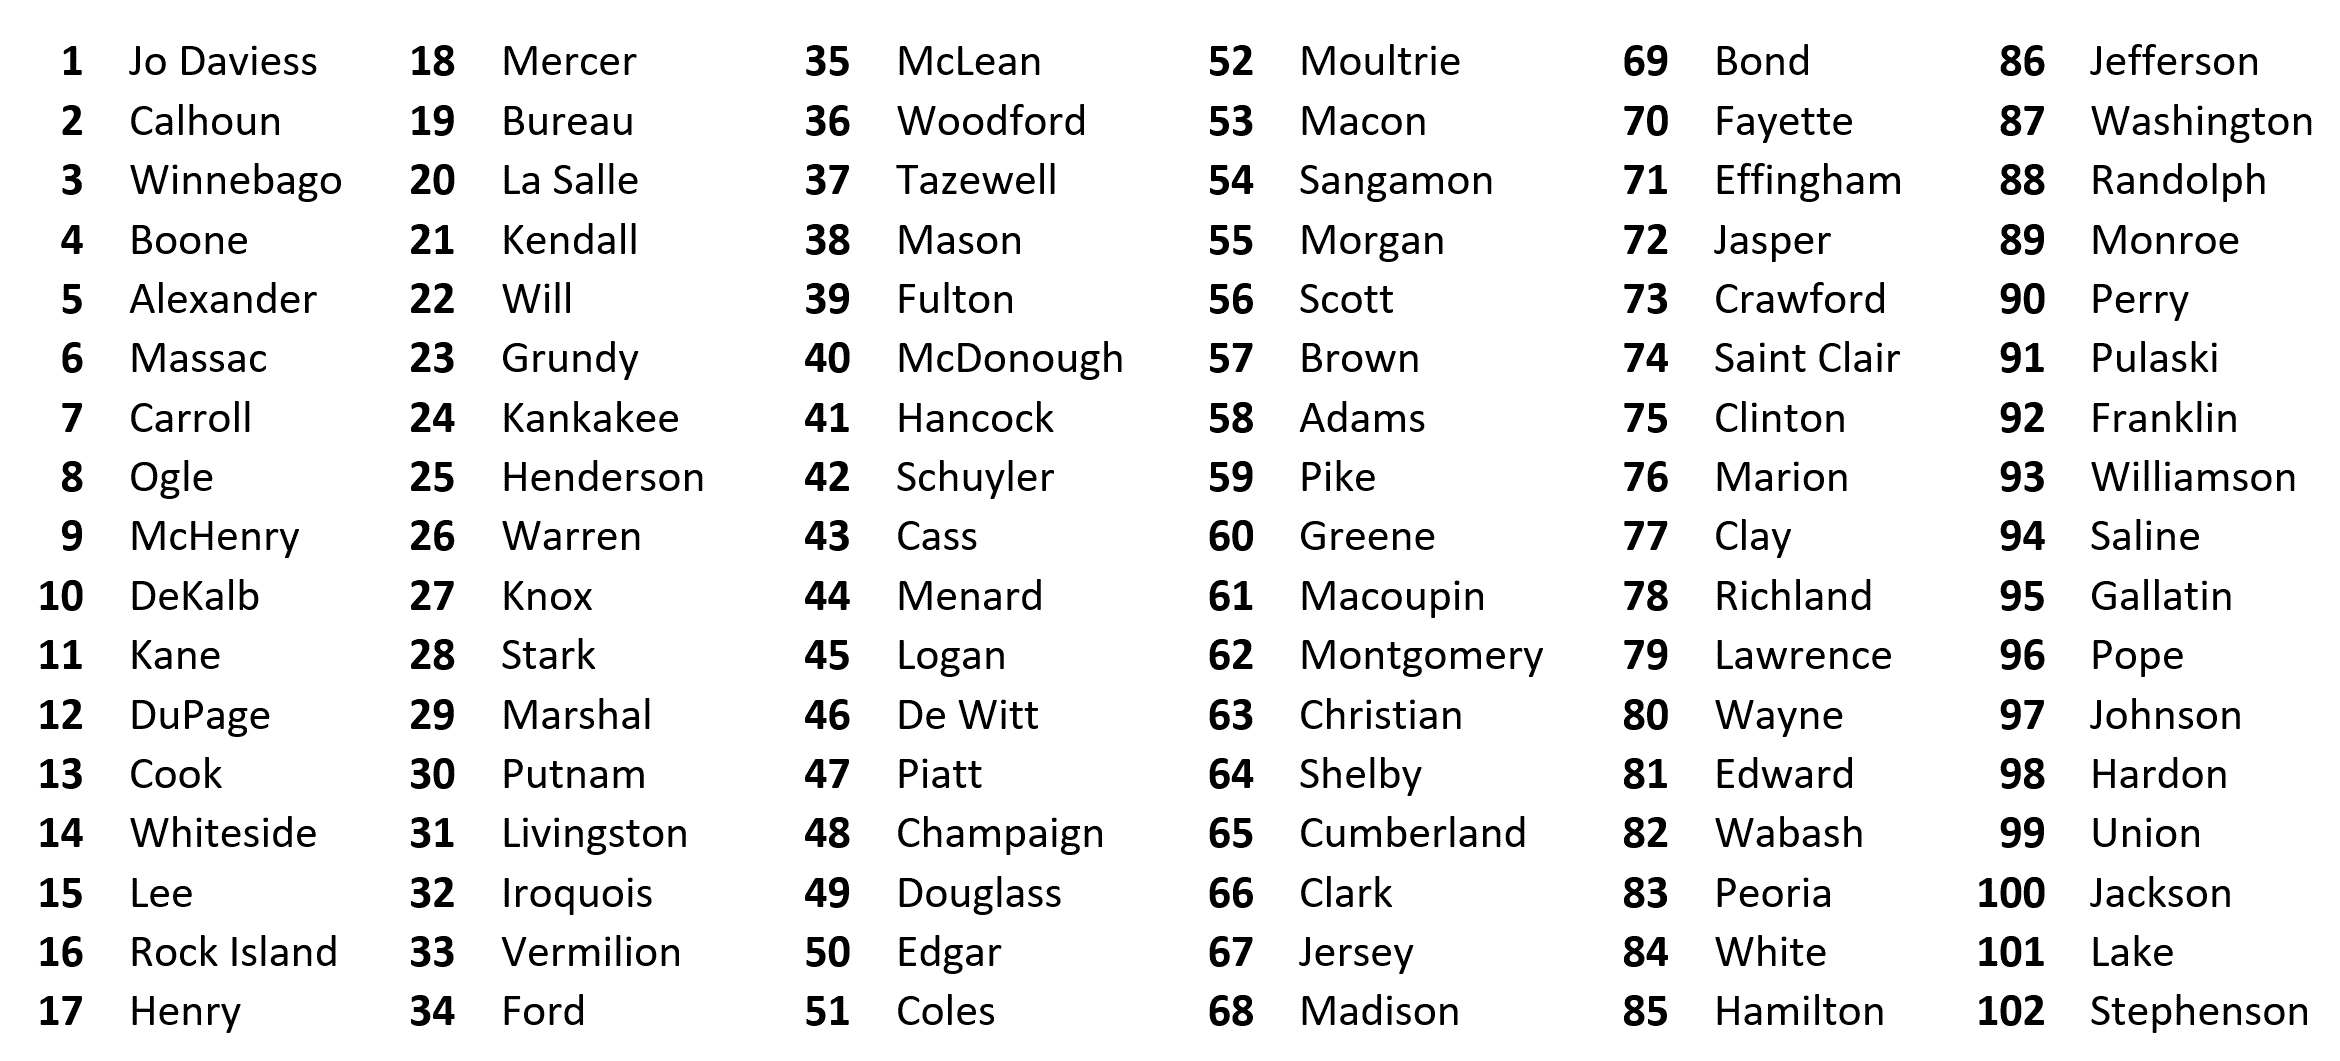 1 Jo Daviess 18 Mercer 35 McLean 52 Moultrie 69 Bond 86 Jefferson
2 Calhoun 19 Bureau 36 Woodford 53 Macon 70 Fayette 87 Washington
3 Winnebago 20 La Salle 37 Tazewell 54 Sangamon 71 Effingham 88 Randolph
4 Boone 21 Kendall 38 Mason 55 Morgan 72 Jasper 89 Monroe
5 Alexander 22 Will 39 Fulton 56 Scott 73 Crawford 90 Perry
6 Massac 23 Grundy 40 McDonough 57 Brown 74 Saint Clair 91 Pulaski
7 Carroll 24 Kankakee 41 Hancock 58 Adams 75 Clinton 92 Franklin
8 Ogle 25 Henderson 42 Schuyler 59 Pike 76 Marion 93 Williamson
9 McHenry 26 Warren 43 Cass 60 Greene 77 Clay 94 Saline
10 DeKalb 27 Knox 44 Menard 61 Macoupin 78 Richland 95 Gallatin
11 Kane 28 Stark 45 Logan 62 Montgomery 79 Lawrence 96 Pope
12 DuPage 29 Marshal 46 De Witt 63 Christian 80 Wayne 97 Johnson
13 Cook 30 Putnam 47 Piatt 64 Shelby 81 Edward 98 Hardon
14 Whiteside 31 Livingston 48 Champaign 65 Cumberland 82 Wabash 99 Union
15 Lee 32 Iroquois 49 Douglass 66 Clark 83 Peoria 100 Jackson
16 Rock Island 33 Vermilion 50 Edgar 67 Jersey 84 White 101 Lake
17 Henry 34 Ford 51 Coles 68 Madison 85 Hamilton 102 Stephenson